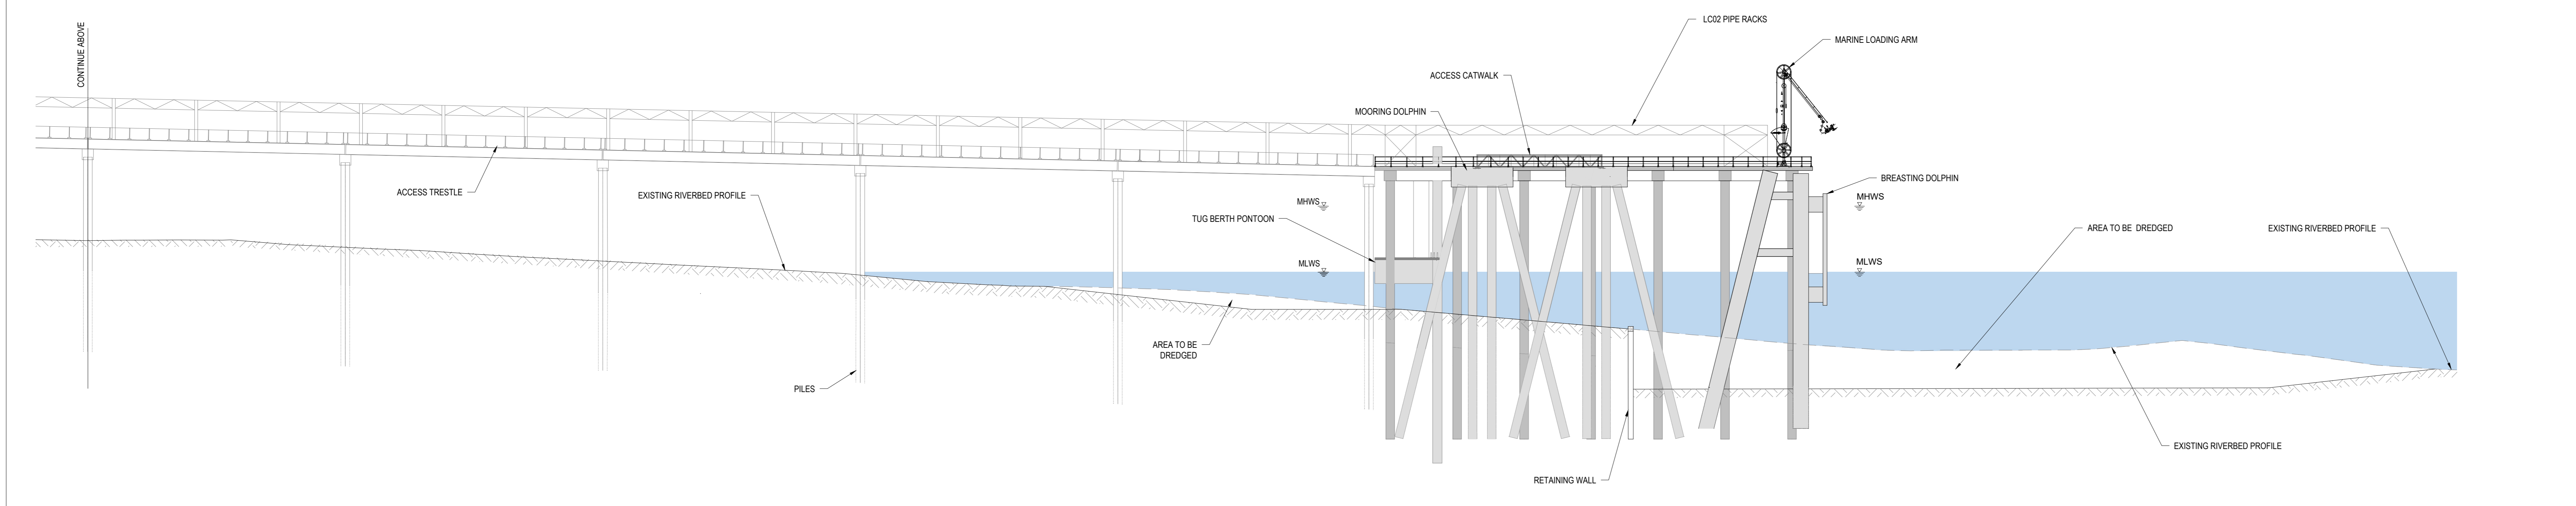 CONTINUE ABOVE
LC02 PIPE RACKS
MARINE LOADING ARM
ACCESS CATWALK
MOORING DOLPHIN
ACCESS TRESTLE
EXISTING RIVERBED PROFILE
BREASTING DOLPHIN
MHWS
MHWS
TUG BERTH PONTOON
AREA TO BE DREDGED
EXISTING RIVERBED PROFILE
MLWS
MLWS
AREA TO BE
DREDGED
PILES
EXISTING RIVERBED PROFILE
RETAINING WALL